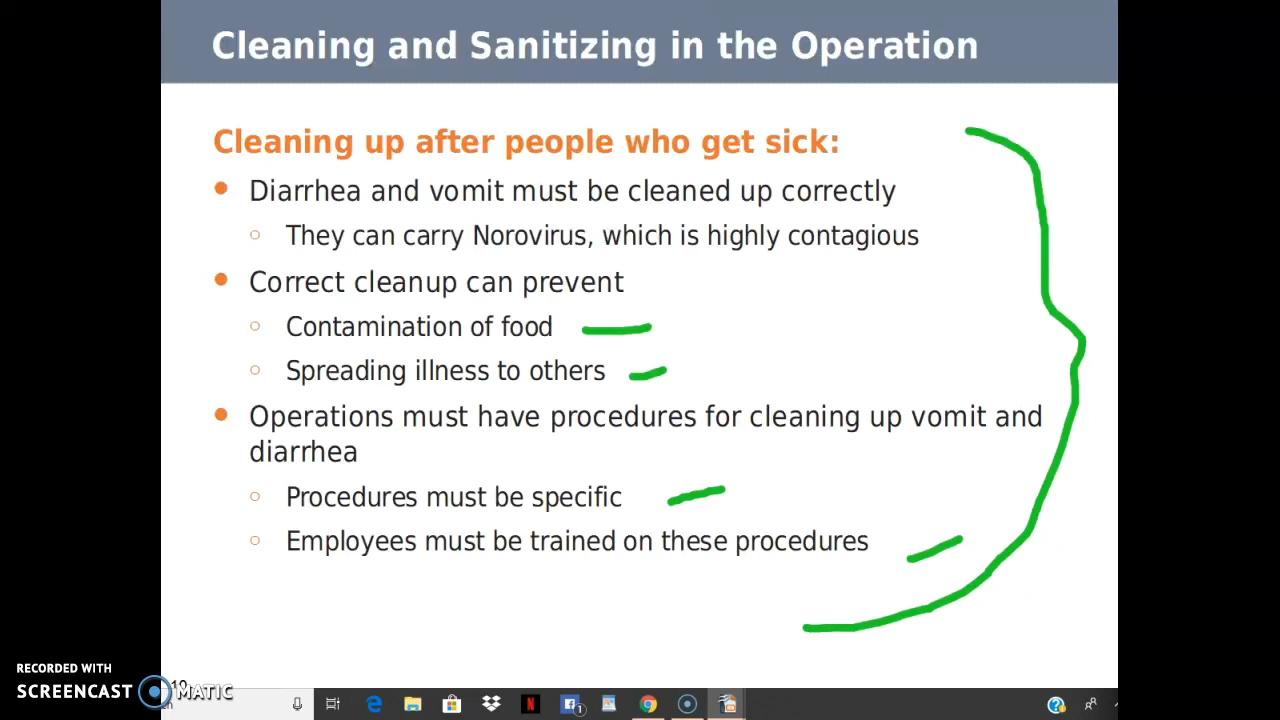 Cleaning and Sanitizing in the Operation
Cleaning up after people who get sick:
Diarrhea and vomit must be cleaned up correctly
They can carry Norovirus, which is highly contagious
Correct cleanup can prevent
Contamination of food
Spreading illness to others
Operations must have procedures for cleaning up vomit and
diarrhea
Procedures must be specific
Employees must be trained on these procedures
RECORDED WITH
SCREENCAST MATIC